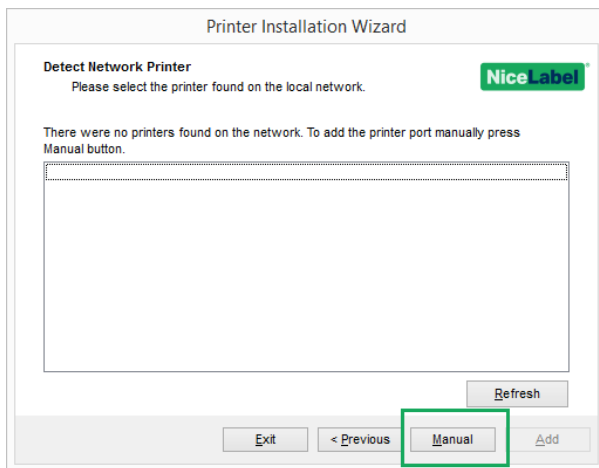 Printer Installation Wizard
Detect Network Printer
Please select the printer found on the local network.
NiceLabel
There were no printers found on the network. To add the printer port manually press
Manual button.
Refresh
Exit
< Previous
Manual
Add